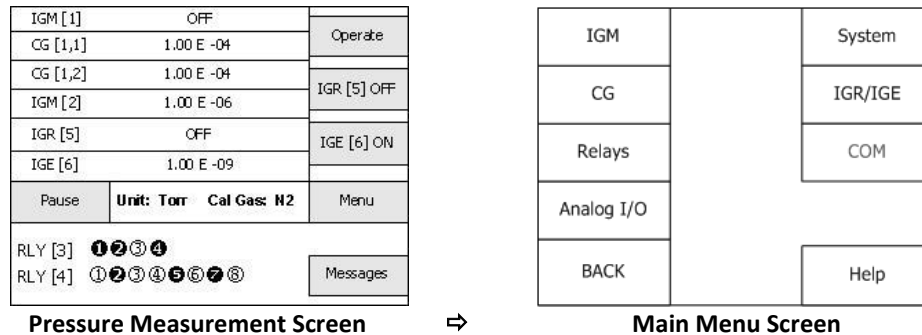 IGM [1] OFF
CG [1,1] 1.00 E -04
CG [1,2] 1.00 E -04
IGM [2] 1.00 E -06
IGR [5] OFF
IGE [6] 1.00 E -09
Operate
IGR [5] OFF
IGE [6] ON
Pause Unit: Torr Cal Gas: N2 Menu
RLY [3] ❶❷③❹
RLY [4] ①❷③④❺⑥❼⑧
Messages
Pressure Measurement Screen
⇨
IGM
CG
Relays
Analog I/O
BACK
System
IGR/IGE
COM
Help
Main Menu Screen